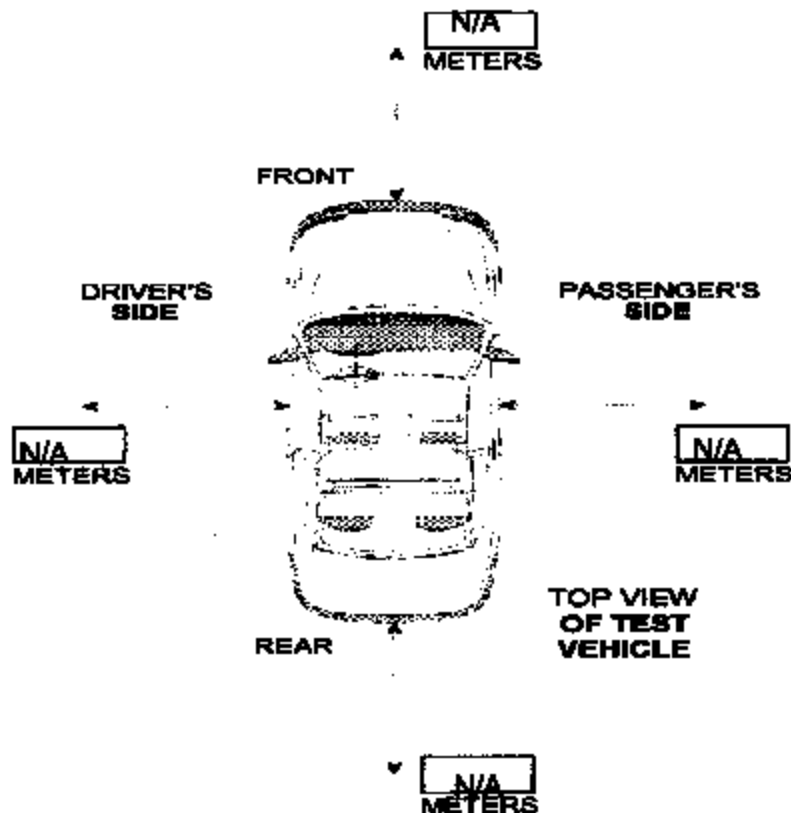 N/A
METERS
FRONT
DRIVER'S
SIDE
PASSENGER'S
SIDE
N/A
METERS
N/A
METERS
TOP VIEW
OF TEST
VEHICLE
REAR
N/A
METERS